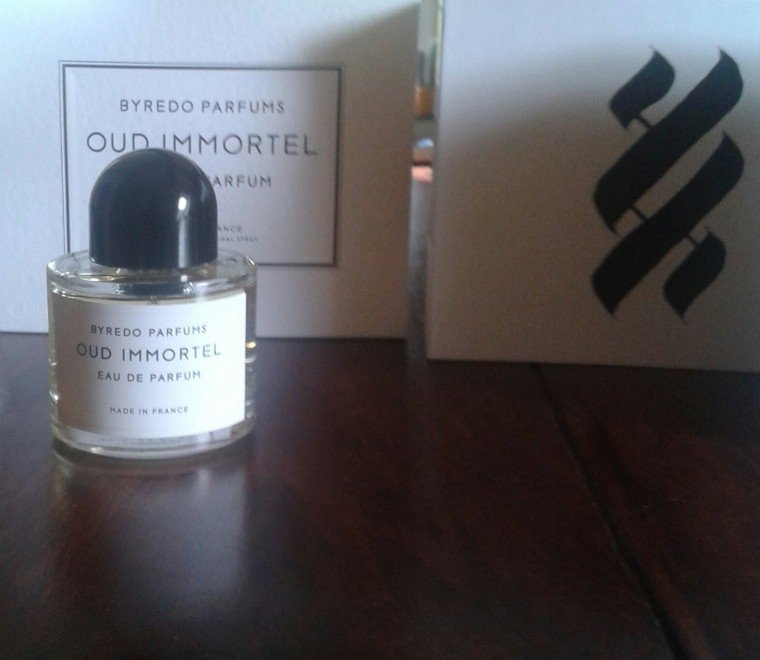 BYREDO PARFUMS
OUD IMMORTEL
PARFUM
BYREDO PARFUMS
OUD IMMORTEL
EAU DE PARFUM
MADE IN FRANCE